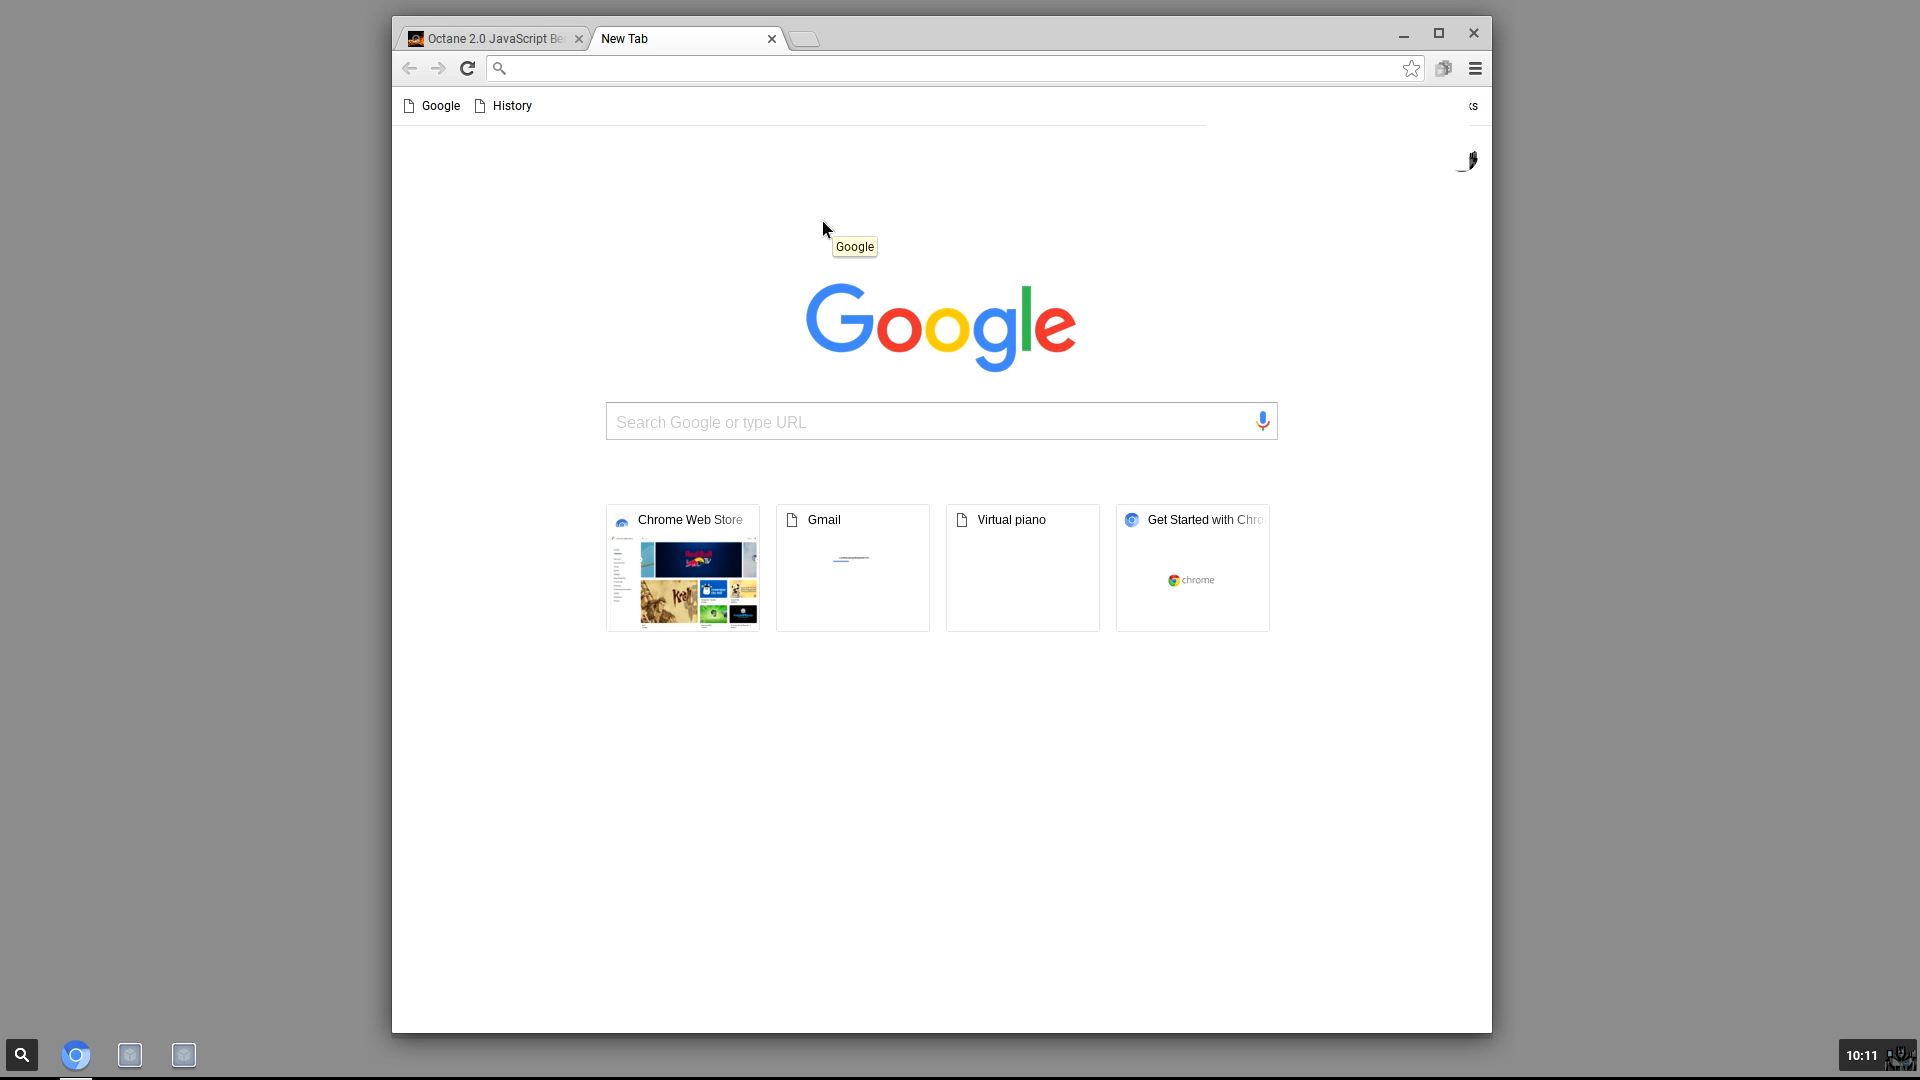 Octane 2.0 JavaScript Be
New Tab
Google
History
ks
Google
Google
Search Google or type URL
Chrome Web Store
Gmail
Virtual piano
Get Started with Chro
chrome
10:11